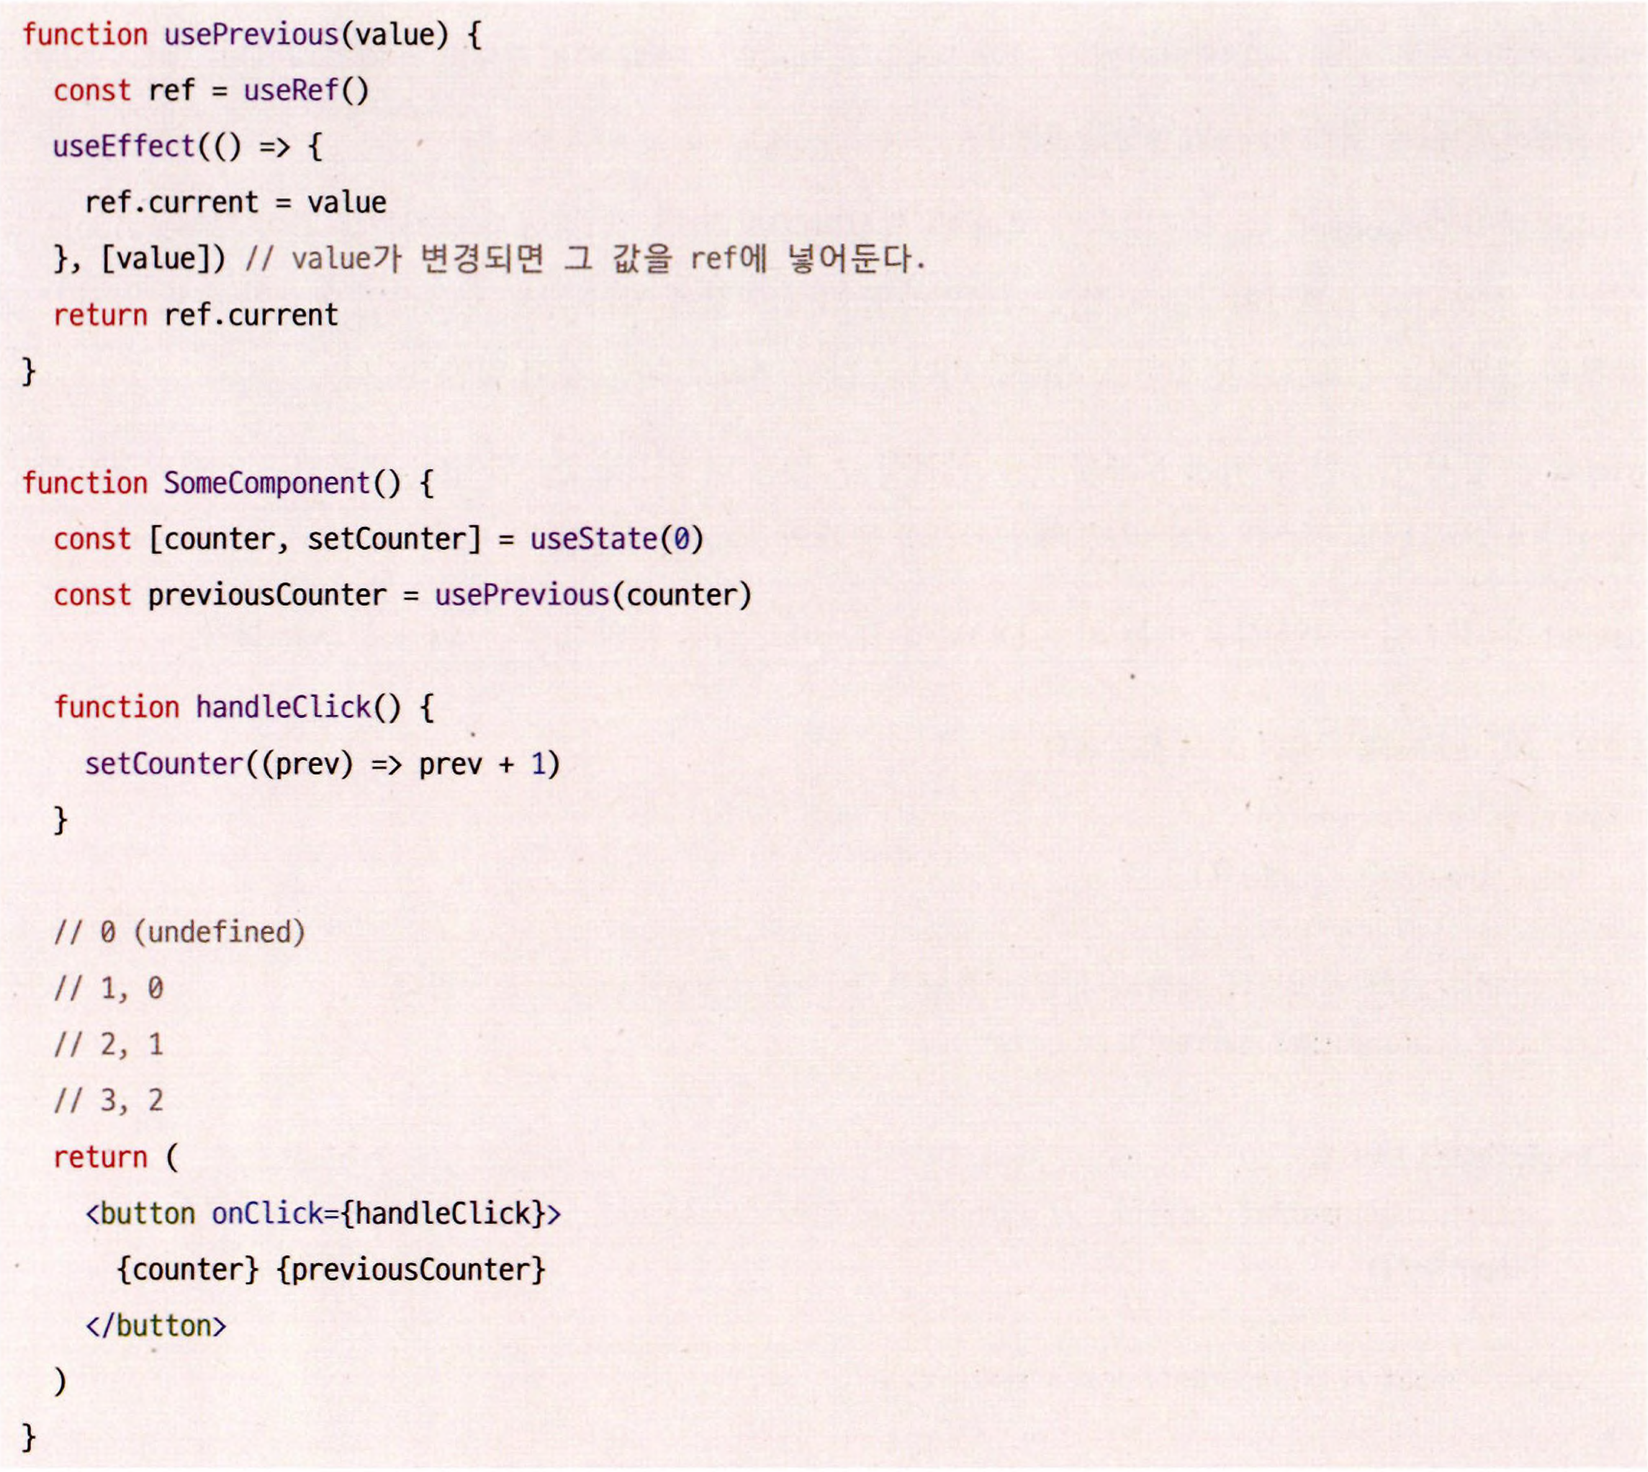 function usePrevious(value) {
  const ref = useRef()
  useEffect(() => {
    ref.current = value
  }, [value]) // value가 변경되면 그 값을 ref에 넣어둔다.
  return ref.current
}

function SomeComponent() {
  const [counter, setCounter] = useState(0)
  const previousCounter = usePrevious(counter)

  function handleClick() {
    setCounter((prev) => prev + 1)
  }

  // 0 (undefined)
  // 1, 0
  // 2, 1
  // 3, 2
  return (
    <button onClick={handleClick}>
      {counter} {previousCounter}
    </button>
  )
}